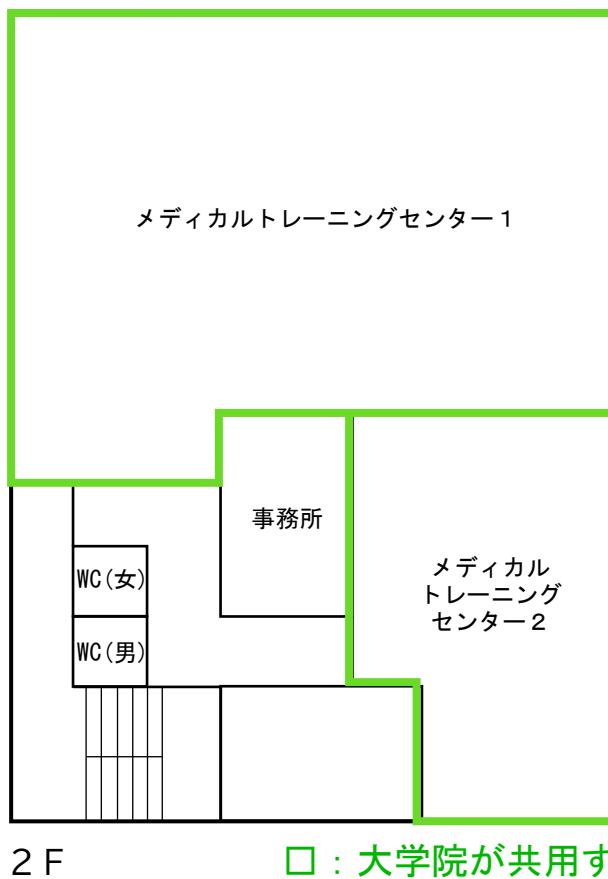 メディカルトレーニングセンター１
事務所
WC(女)
メディカル
トレーニング
センター２
WC(男)
２Ｆ
□：大学院が共用す